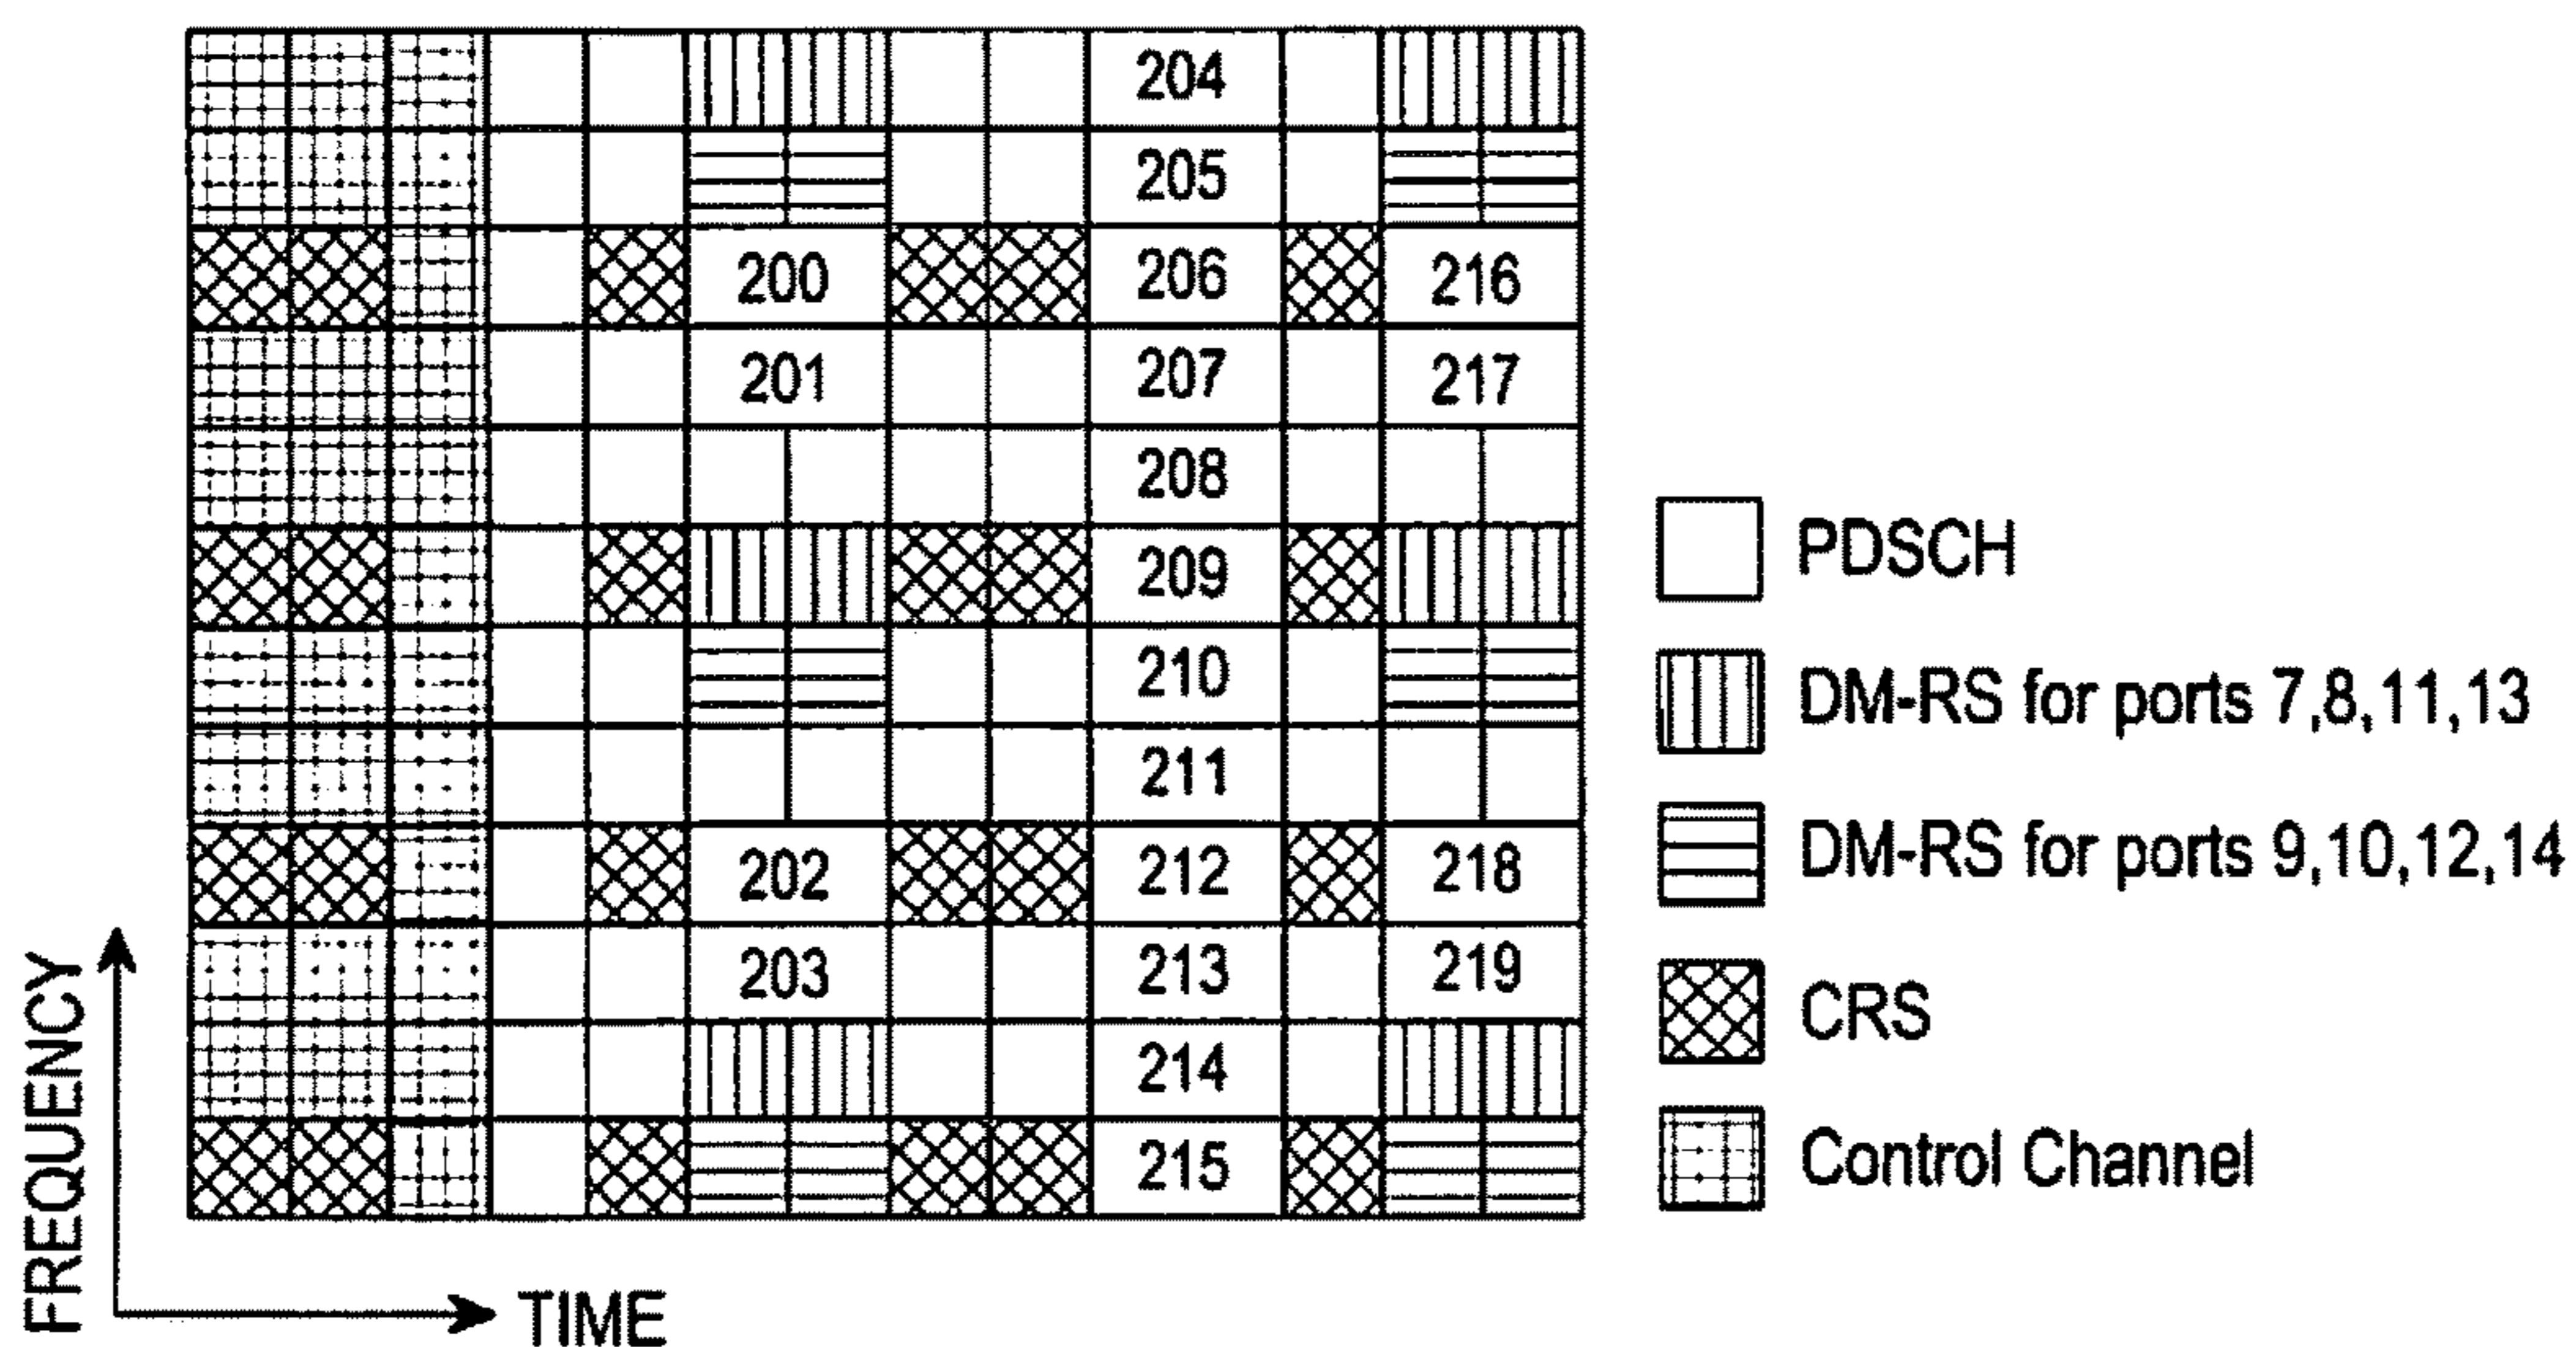 204
205
200 206 216
201 207 217
208
209
210
211
202 212 218
203 213 219
214
215
PDSCH
DM-RS for ports 7,8,11,13
DM-RS for ports 9,10,12,14
CRS
Control Channel
FREQUENCY
TIME